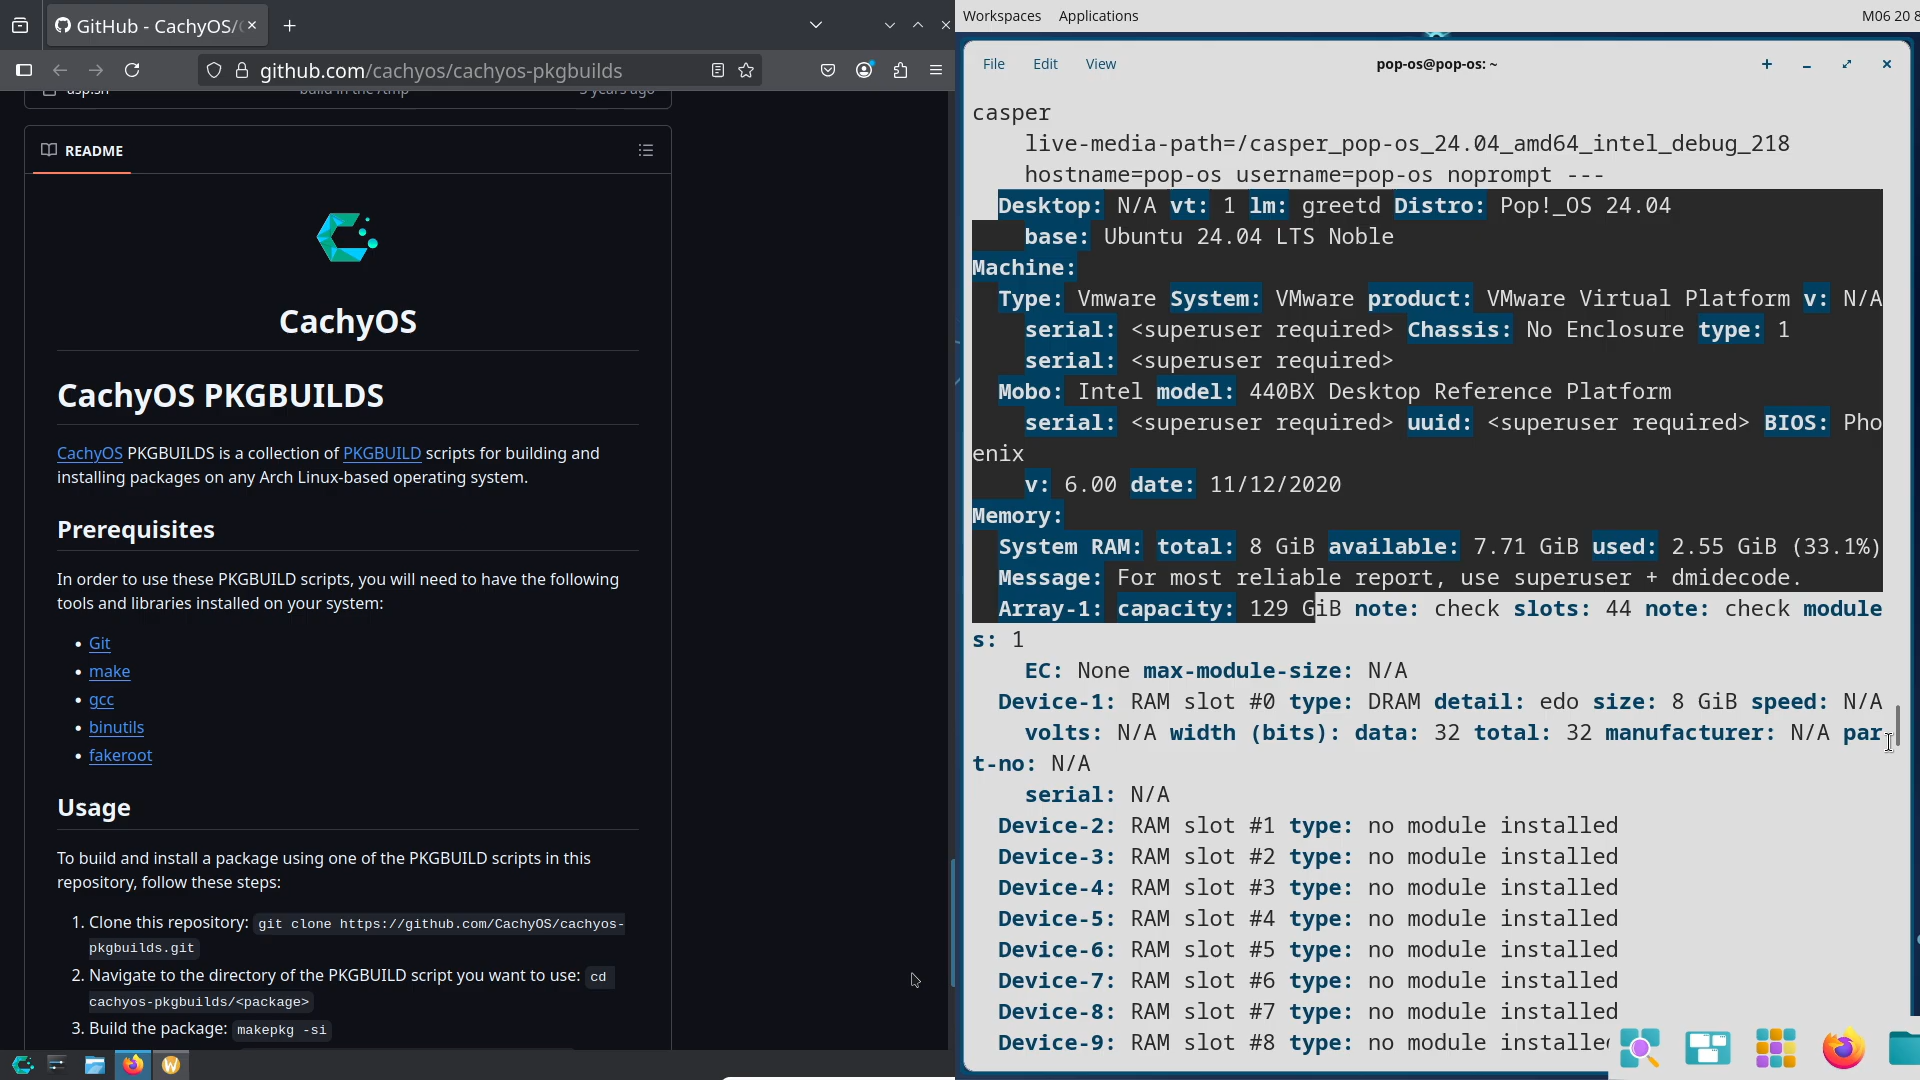 GitHub - CachyOS/
github.com/cachyos/cachyos-pkgbuilds
README
CachyOS
CachyOS PKGBUILDS
CachyOS PKGBUILDS is a collection of PKGBUILD scripts for building and
installing packages on any Arch Linux-based operating system.
Prerequisites
In order to use these PKGBUILD scripts, you will need to have the following
tools and libraries installed on your system:
• Git
• make
• gcc
• binutils
• fakeroot
Usage
To build and install a package using one of the PKGBUILD scripts in this
repository, follow these steps:
1. Clone this repository: git clone https://github.com/CachyOS/cachyos-
pkgbuilds.git
2. Navigate to the directory of the PKGBUILD script you want to use: cd
cachyos-pkgbuilds/<package>
3. Build the package: makepkg -si
Workspaces Applications M06 20 8
File Edit View pop-os@pop-os: ~
casper
live-media-path=/casper_pop-os_24.04_amd64_intel_debug_218
hostname=pop-os username=pop-os noprompt ---
Desktop: N/A vt: 1 lm: greetd Distro: Pop!_OS 24.04
base: Ubuntu 24.04 LTS Noble
Machine:
Type: Vmware System: VMware product: VMware Virtual Platform v: N/A
serial: <superuser required> Chassis: No Enclosure type: 1
serial: <superuser required>
Mobo: Intel model: 440BX Desktop Reference Platform
serial: <superuser required> uuid: <superuser required> BIOS: Pho
enix
v: 6.00 date: 11/12/2020
Memory:
System RAM: total: 8 GiB available: 7.71 GiB used: 2.55 GiB (33.1%)
Message: For most reliable report, use superuser + dmidecode.
Array-1: capacity: 129 GiB note: check slots: 44 note: check module
s: 1
EC: None max-module-size: N/A
Device-1: RAM slot #0 type: DRAM detail: edo size: 8 GiB speed: N/A
volts: N/A width (bits): data: 32 total: 32 manufacturer: N/A par
t-no: N/A
serial: N/A
Device-2: RAM slot #1 type: no module installed
Device-3: RAM slot #2 type: no module installed
Device-4: RAM slot #3 type: no module installed
Device-5: RAM slot #4 type: no module installed
Device-6: RAM slot #5 type: no module installed
Device-7: RAM slot #6 type: no module installed
Device-8: RAM slot #7 type: no module installed
Device-9: RAM slot #8 type: no module installed